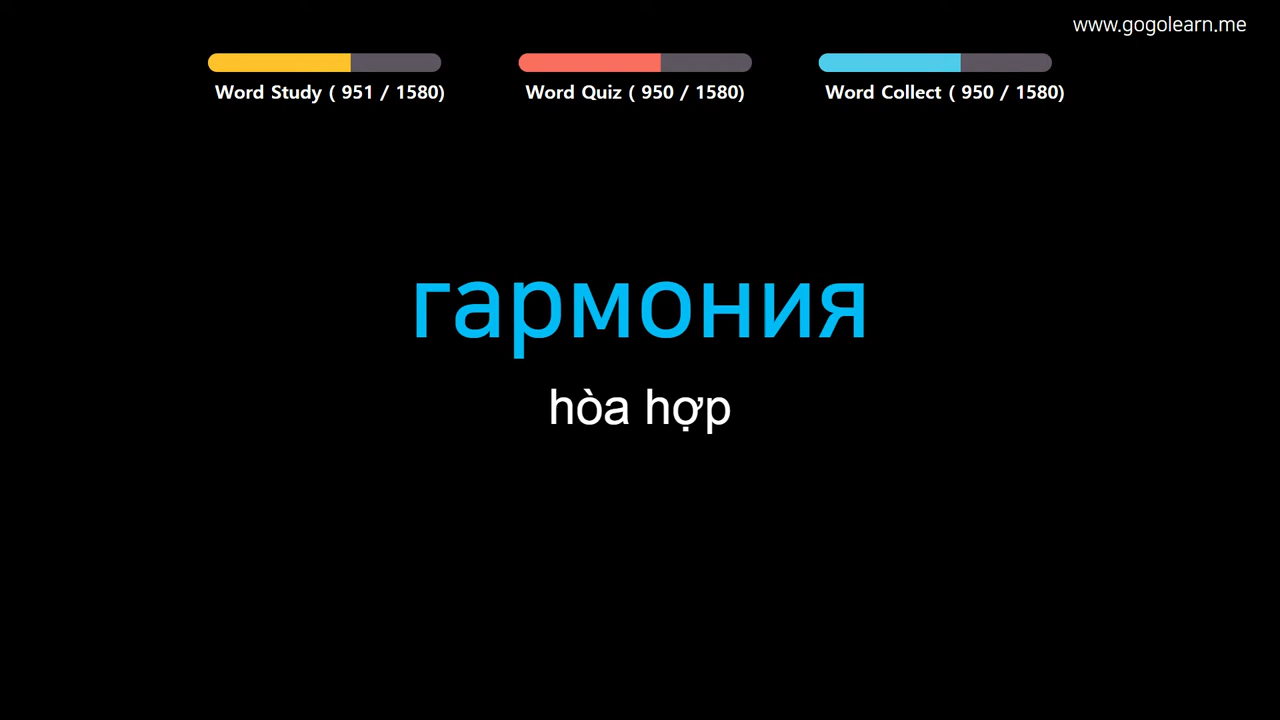 www.gogolearn.me
Word Study ( 951 / 1580)
Word Quiz ( 950 / 1580)
Word Collect ( 950 / 1580)
гармония
hòa hợp